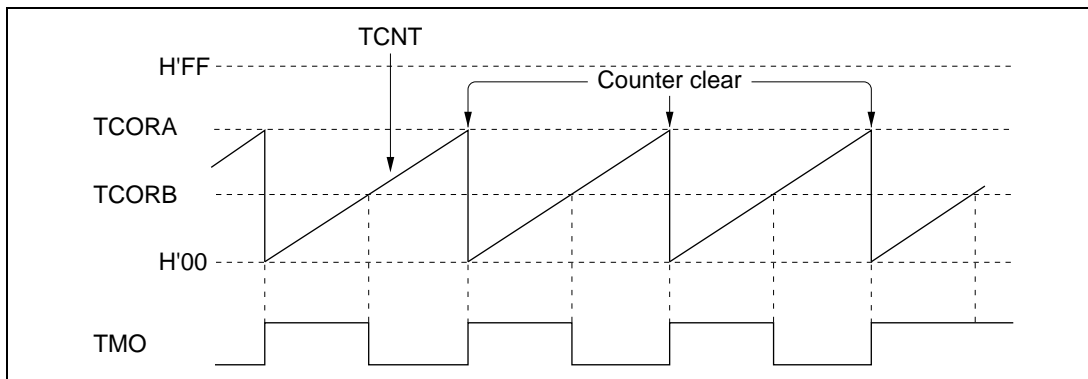 TCNT
H'FF
Counter clear
TCORA
TCORB
H'00
TMO